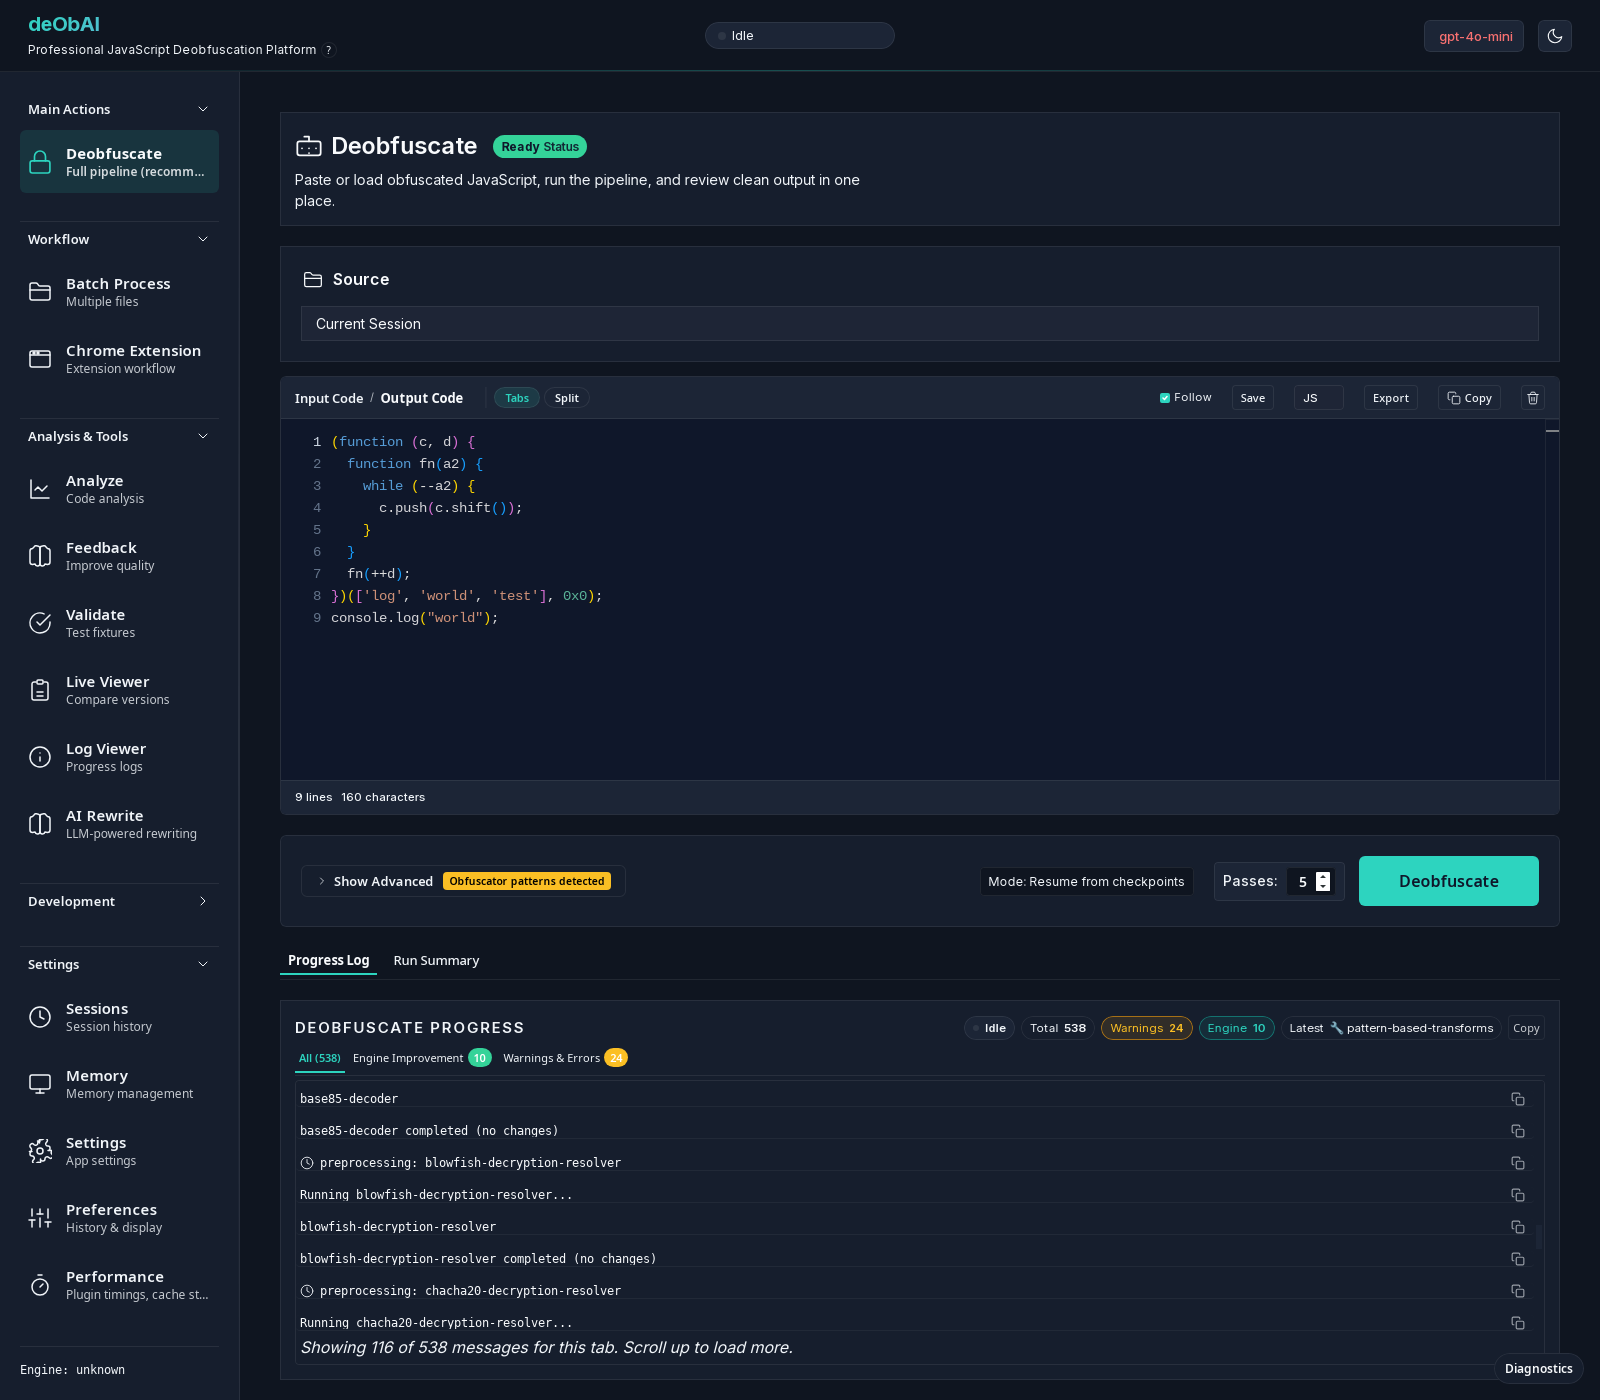 deObAI
Professional JavaScript Deobfuscation Platform ?
Idle
gpt-4o-mini
Main Actions
Deobfuscate
Full pipeline (recomm...
Workflow
Batch Process
Multiple files
Chrome Extension
Extension workflow
Analysis & Tools
Analyze
Code analysis
Feedback
Improve quality
Validate
Test fixtures
Live Viewer
Compare versions
Log Viewer
Progress logs
AI Rewrite
LLM-powered rewriting
Development
Settings
Sessions
Session history
Memory
Memory management
Settings
App settings
Preferences
History & display
Performance
Plugin timings, cache st...
Engine: unknown
Deobfuscate Ready Status
Paste or load obfuscated JavaScript, run the pipeline, and review clean output in one
place.
Source
Current Session
Input Code / Output Code Tabs Split Follow Save JS Export Copy
1 (function (c, d) {
2   function fn(a2) {
3     while (--a2) {
4       c.push(c.shift());
5     }
6   }
7   fn(++d);
8 })(['log', 'world', 'test'], 0x0);
9 console.log("world");
9 lines 160 characters
Show Advanced Obfuscator patterns detected Mode: Resume from checkpoints Passes: 5 Deobfuscate
Progress Log Run Summary
DEOBFUSCATE PROGRESS Idle Total 538 Warnings 24 Engine 10 Latest 🔧 pattern-based-transforms Copy
All (538) Engine Improvement 10 Warnings & Errors 24
base85-decoder
base85-decoder completed (no changes)
preprocessing: blowfish-decryption-resolver
Running blowfish-decryption-resolver...
blowfish-decryption-resolver
blowfish-decryption-resolver completed (no changes)
preprocessing: chacha20-decryption-resolver
Running chacha20-decryption-resolver...
Showing 116 of 538 messages for this tab. Scroll up to load more.
Diagnostics